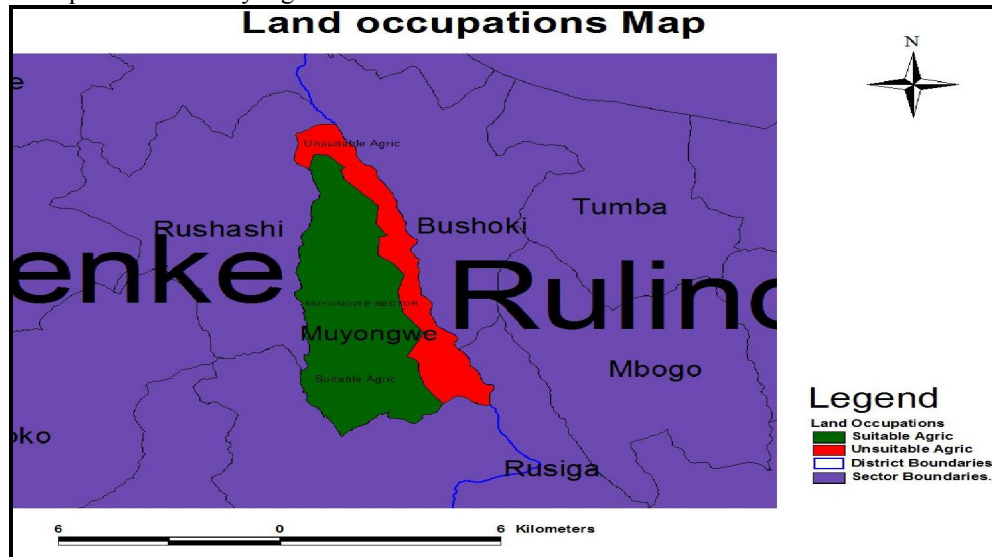 Land occupations Map
N
e
Unsuitable Agric
Tumba
Rushashi
Bushoki
enke
Rulind
MUYONGWE SECTOR
Muyongwe
Mbogo
Suitable Agric
oko
Rusiga
Legend
Land Occupations
Suitable Agric
Unsuitable Agric
District Boundaries
Sector Boundaries.
6 0 6 Kilometers